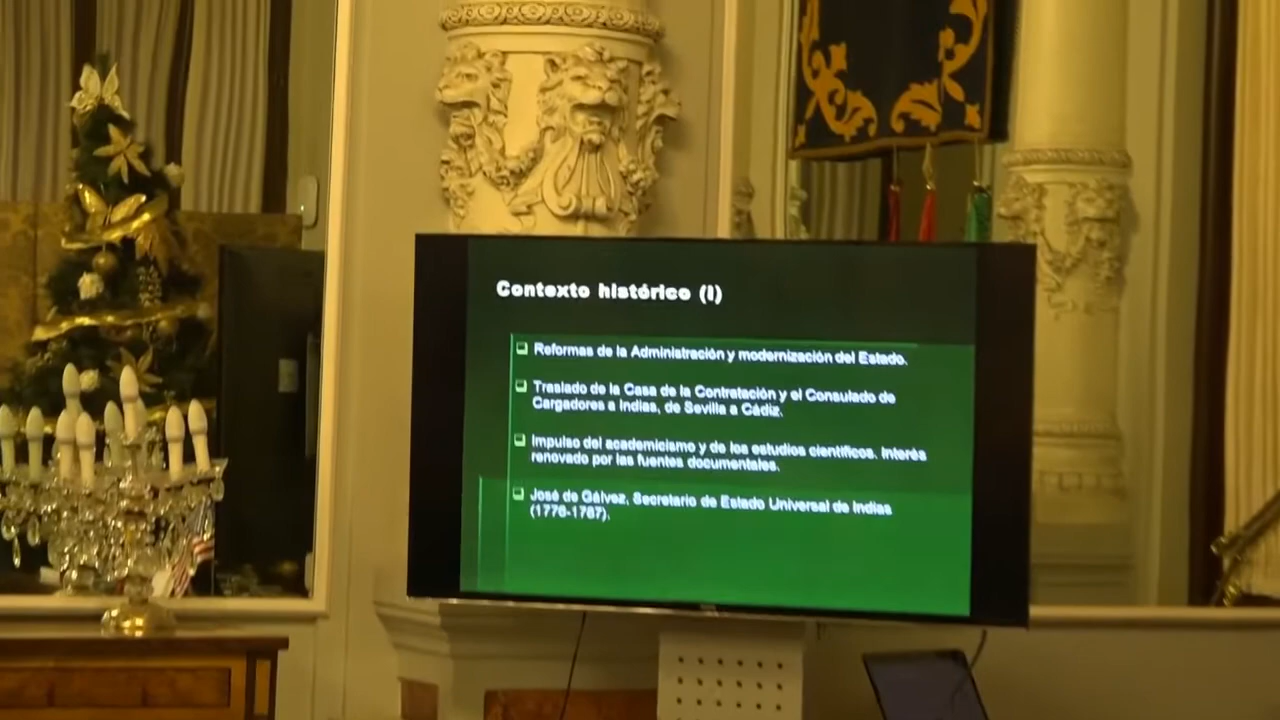 Contexto histórico (I)
Reformas de la Administración y modernización del Estado.
Traslado de la Casa de la Contratación y el Consulado de
Cargadores a Indias, de Sevilla a Cádiz.
Impulso del academicismo y de los estudios científicos. Interés
renovado por las fuentes documentales.
José de Gálvez, Secretario de Estado Universal de Indias
(1776-1787).